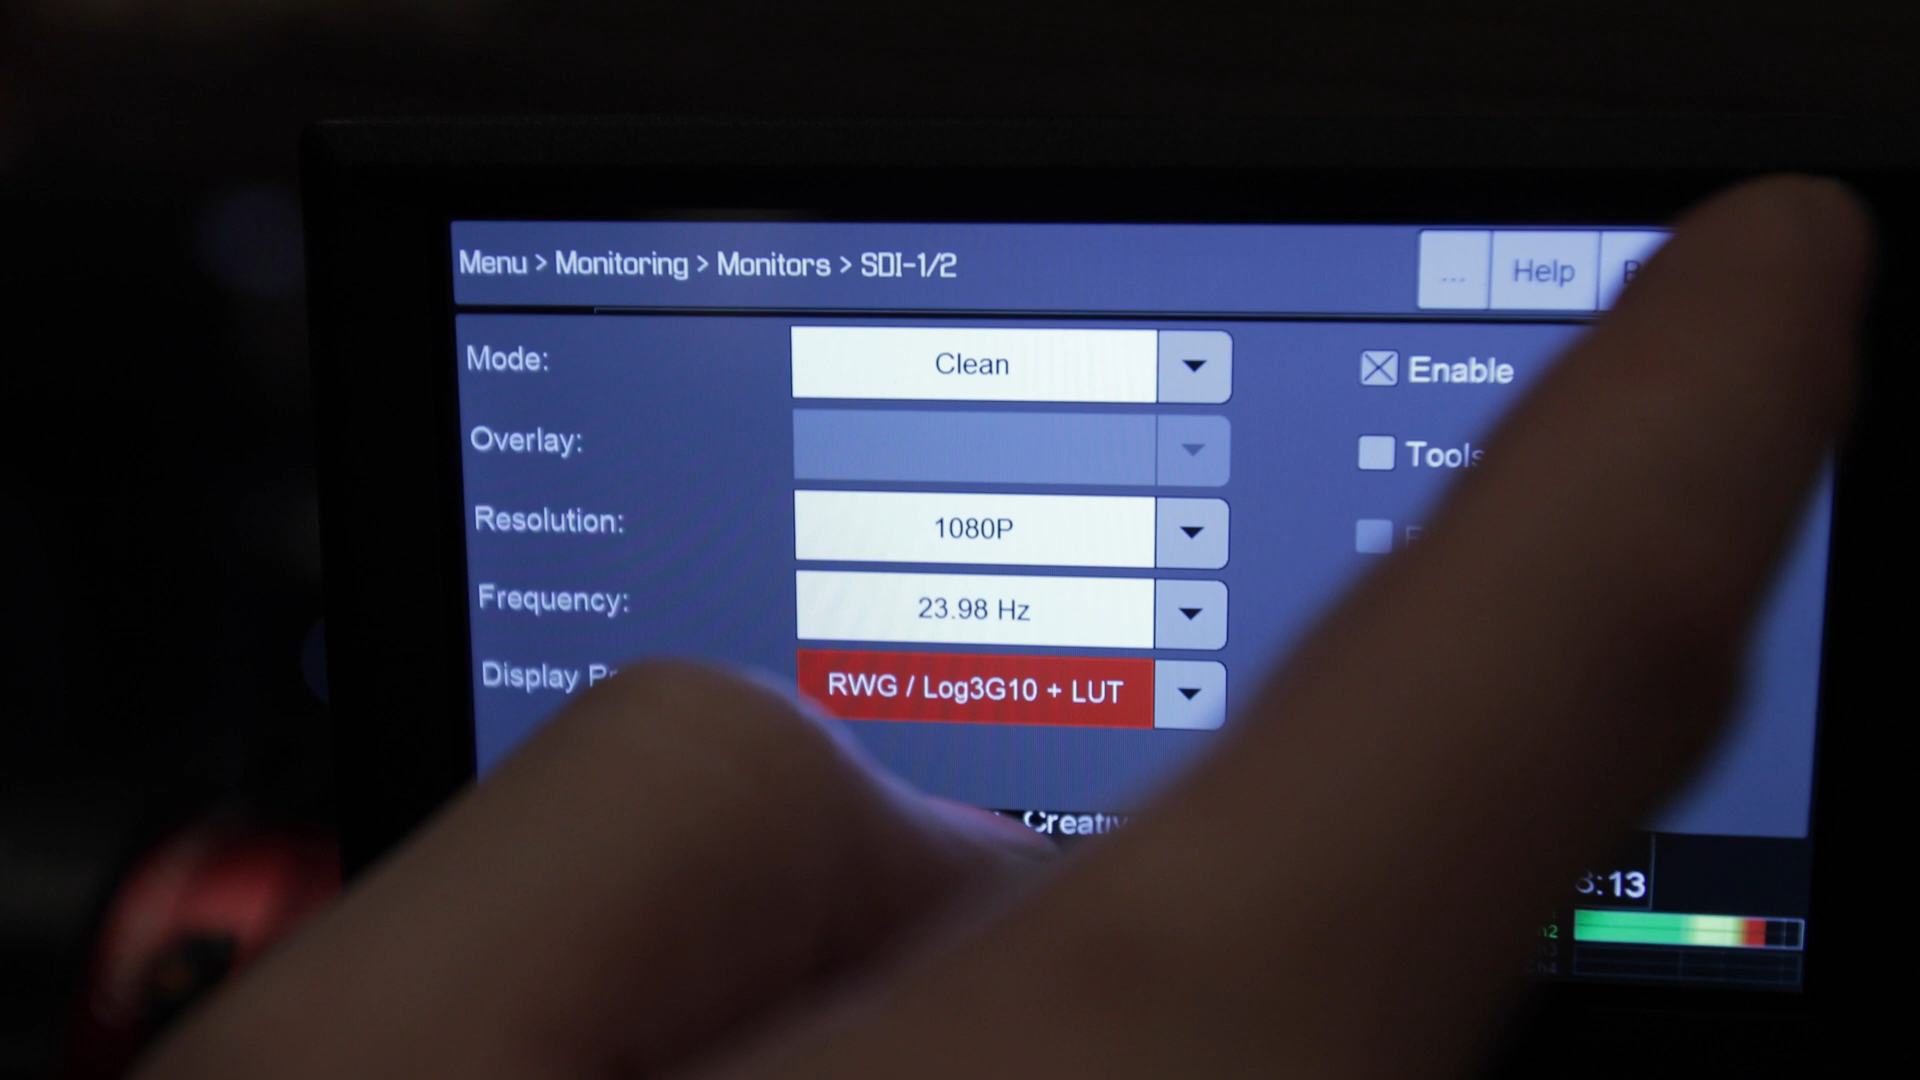 Menu > Monitoring > Monitors > SDI-1/2
... Help
Mode: Clean
Enable
Overlay:
Tools
Resolution: 1080P
Frequency: 23.98 Hz
Display RWG / Log3G10 + LUT
:13